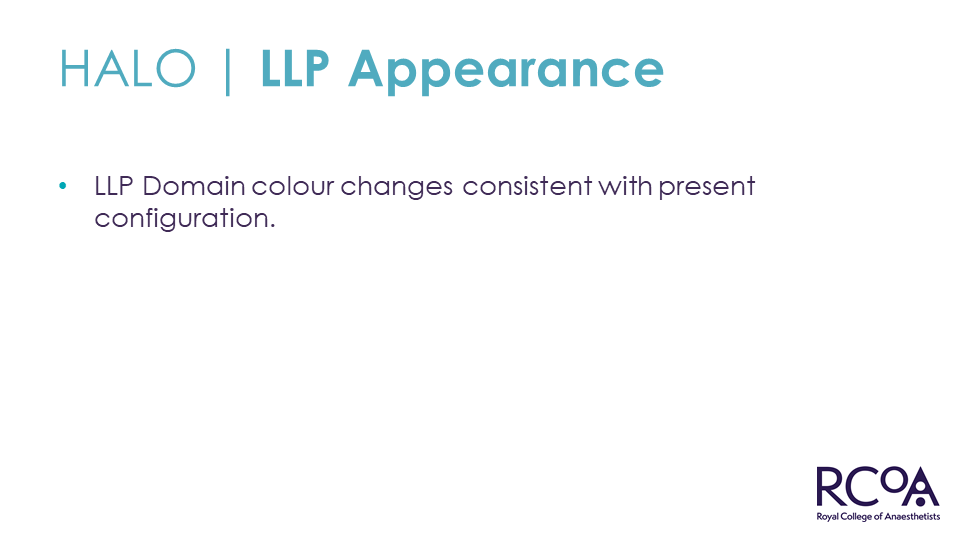 HALO | LLP Appearance
• LLP Domain colour changes consistent with present
configuration.
RCoA
Royal College of Anaesthetists